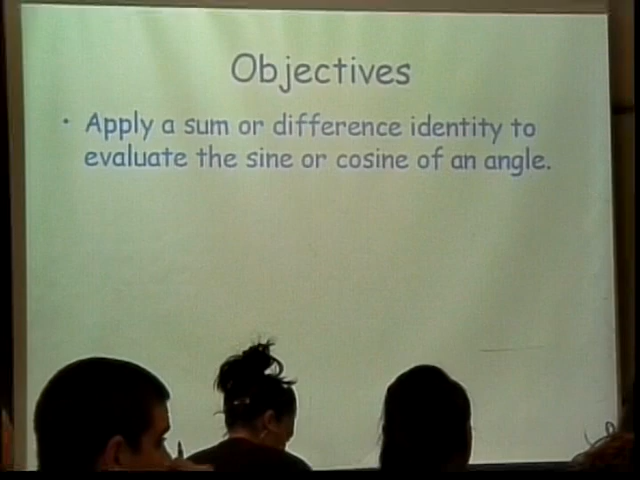 Objectives
• Apply a sum or difference identity to
evaluate the sine or cosine of an angle.